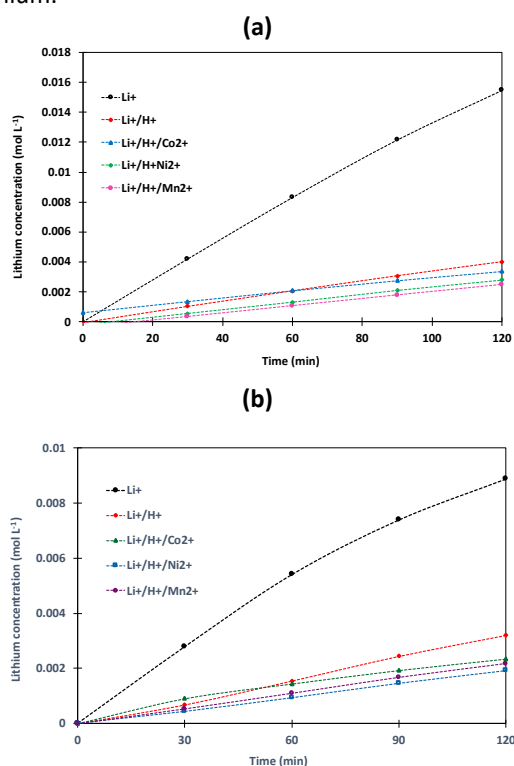 nium.
(a)
0.018
0.016
0.014
0.012
0.01
0.008
0.006
0.004
0.002
0
Lithium concentration (mol L⁻¹)
Li+
Li+/H+
Li+/H+/Co2+
Li+/H+Ni2+
Li+/H+/Mn2+
0 20 40 60 80 100 120
Time (min)
(b)
0.01
0.008
0.006
0.004
0.002
0
Lithium concentration (mol L⁻¹)
Li+
Li+/H+
Li+/H+/Co2+
Li+/H+/Ni2+
Li+/H+/Mn2+
0 30 60 90 120
Time (min)